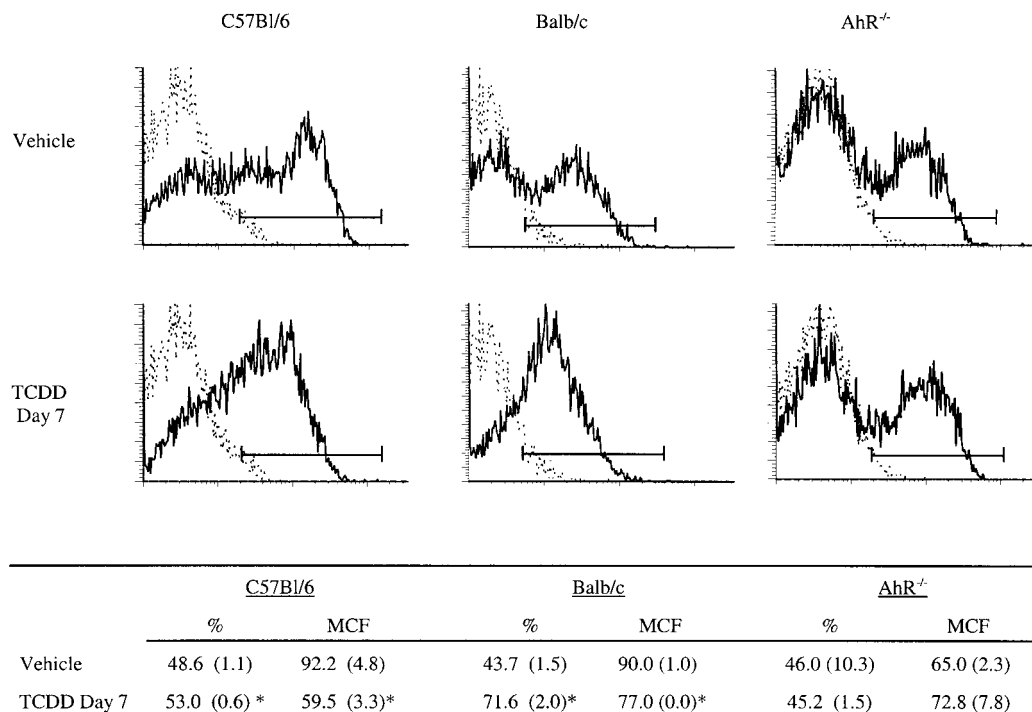 C57Bl/6 Balb/c AhR-/-
Vehicle
TCDD
Day 7
C57Bl/6 Balb/c AhR-/-
% MCF % MCF % MCF
Vehicle 48.6 (1.1) 92.2 (4.8) 43.7 (1.5) 90.0 (1.0) 46.0 (10.3) 65.0 (2.3)
TCDD Day 7 53.0 (0.6) * 59.5 (3.3)* 71.6 (2.0)* 77.0 (0.0)* 45.2 (1.5) 72.8 (7.8)